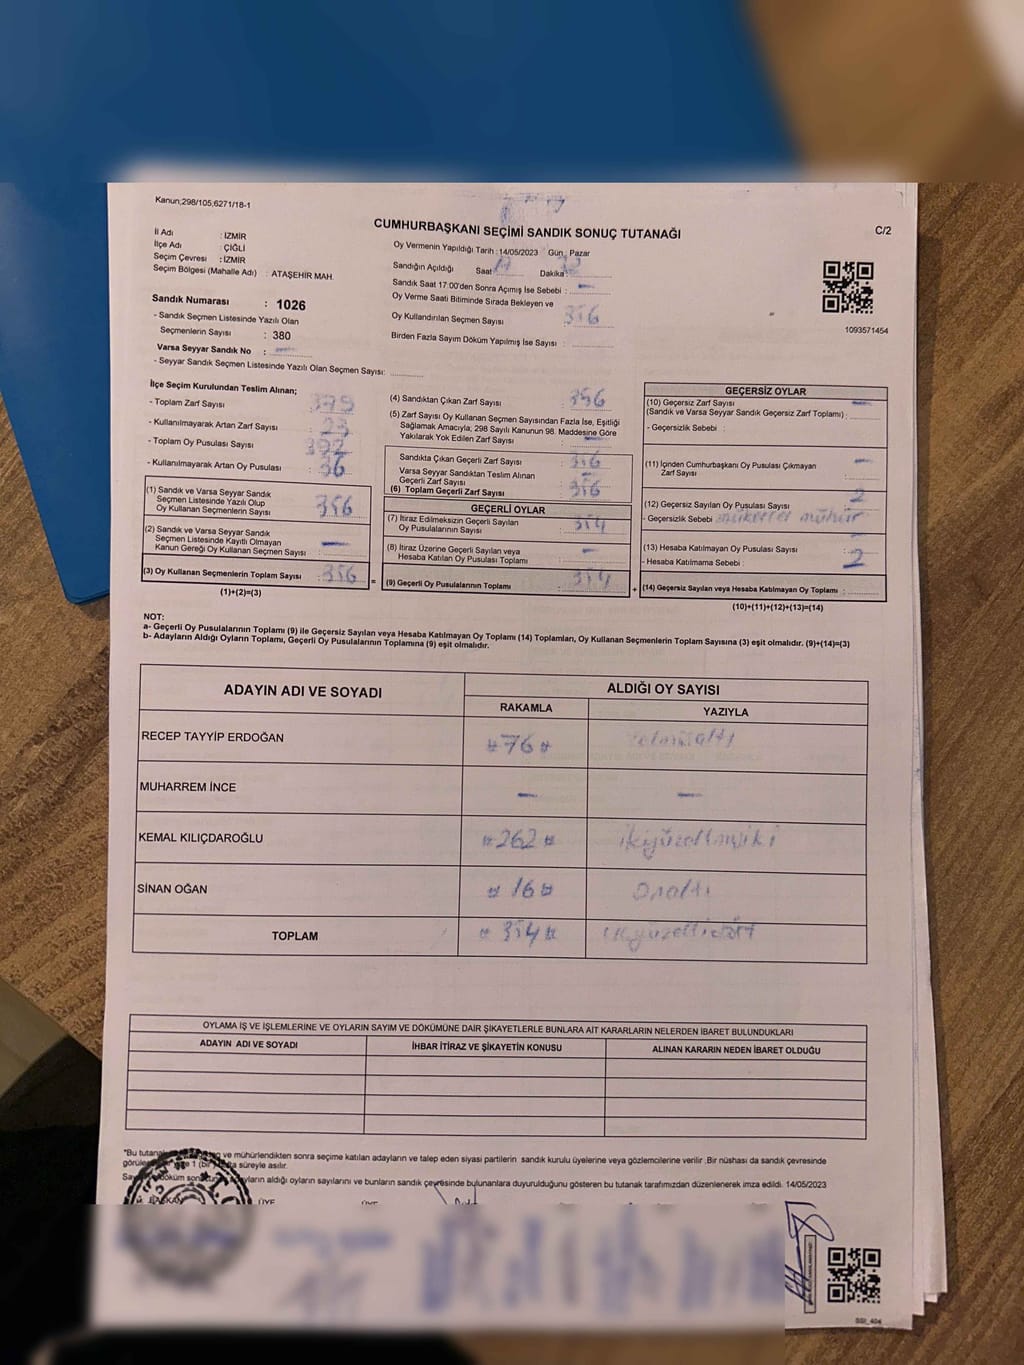 Kanun;298/105,6271/18-1
CUMHURBAŞKANI SEÇİMİ SANDIK SONUÇ TUTANAĞI
C/2
İl Adı : İZMİR
İlçe Adı : ÇİĞLİ
Seçim Çevresi : İZMİR
Seçim Bölgesi (Mahalle Adı) : ATAŞEHİR MAH.
Oy Vermenin Yapıldığı Tarih :14/05/2023 Gün : Pazar
Sandığın Açıldığı Saat 17 Dakika
Sandık Saat 17:00'den Sonra Açımış İse Sebebi : —
Oy Verme Saati Bitiminde Sırada Bekleyen ve
Oy Kullandırılan Seçmen Sayısı 356
Birden Fazla Sayım Döküm Yapılmış İse Sayısı :
1093571454
Sandık Numarası : 1026
- Sandık Seçmen Listesinde Yazılı Olan
Seçmenlerin Sayısı : 380
Varsa Seyyar Sandık No : —
- Seyyar Sandık Seçmen Listesinde Yazılı Olan Seçmen Sayısı:
İlçe Seçim Kurulundan Teslim Alınan;
- Toplam Zarf Sayısı 379
- Kullanılmayarak Artan Zarf Sayısı : 23
- Toplam Oy Pusulası Sayısı 392
- Kullanılmayarak Artan Oy Pusulası : 36
(1) Sandık ve Varsa Seyyar Sandık
Seçmen Listesinde Yazılı Olup
Oy Kullanan Seçmenlerin Sayısı : 356
(2) Sandık ve Varsa Seyyar Sandık
Seçmen Listesinde Kayıtlı Olmayan
Kanun Gereği Oy Kullanan Seçmen Sayısı : —
(3) Oy Kullanan Seçmenlerin Toplam Sayısı : 356 =
(1)+(2)=(3)
(4) Sandıktan Çıkan Zarf Sayısı : 356
(5) Zarf Sayısı Oy Kullanan Seçmen Sayısından Fazla İse, Eşitliği
Sağlamak Amacıyla; 298 Sayılı Kanunun 98. Maddesine Göre
Yakılarak Yok Edilen Zarf Sayısı : —
Sandıkta Çıkan Geçerli Zarf Sayısı : 356
Varsa Seyyar Sandıktan Teslim Alınan
Geçerli Zarf Sayısı : —
(6) Toplam Geçerli Zarf Sayısı : 356
GEÇERLİ OYLAR
(7) İtiraz Edilmeksizin Geçerli Sayılan
Oy Pusulalarının Sayısı : 354
(8) İtiraz Üzerine Geçerli Sayılan veya
Hesaba Katılan Oy Pusulası Toplamı : —
(9) Geçerli Oy Pusulalarının Toplamı : 354 +
GEÇERSİZ OYLAR
(10) Geçersiz Zarf Sayısı —
(Sandık ve Varsa Seyyar Sandık Geçersiz Zarf Toplamı) :
- Geçersizlik Sebebi :
(11) İçinden Cumhurbaşkanı Oy Pusulası Çıkmayan
Zarf Sayısı : —
(12) Geçersiz Sayılan Oy Pusulası Sayısı : 2
- Geçersizlik Sebebi : mükerrer mühür
(13) Hesaba Katılmayan Oy Pusulası Sayısı : —
- Hesaba Katılmama Sebebi : 2
(14) Geçersiz Sayılan veya Hesaba Katılmayan Oy Toplamı :
(10)+(11)+(12)+(13)=(14)
NOT:
a- Geçerli Oy Pusulalarının Toplamı (9) ile Geçersiz Sayılan veya Hesaba Katılmayan Oy Toplamı (14) Toplamları, Oy Kullanan Seçmenlerin Toplam Sayısına (3) eşit olmalıdır. (9)+(14)=(3)
b- Adayların Aldığı Oyların Toplamı, Geçerli Oy Pusulalarının Toplamına (9) eşit olmalıdır.
ADAYIN ADI VE SOYADI
ALDIĞI OY SAYISI
RAKAMLA YAZIYLA
RECEP TAYYİP ERDOĞAN #76# Yetmişaltı
MUHARREM İNCE — —
KEMAL KILIÇDAROĞLU #262# ikiyüzaltmışiki
SİNAN OĞAN #16# Onaltı
TOPLAM #354# üçyüzellidört
OYLAMA İŞ VE İŞLEMLERİNE VE OYLARIN SAYIM VE DÖKÜMÜNE DAİR ŞİKAYETLERLE BUNLARA AİT KARARLARIN NELERDEN İBARET BULUNDUKLARI
ADAYIN ADI VE SOYADI İHBAR İTİRAZ VE ŞİKAYETİN KONUSU ALINAN KARARIN NEDEN İBARET OLDUĞU
"Bu tutanak ve mühürlendikten sonra seçime katılan adayların ve talep eden siyasi partilerin sandık kurulu üyelerine veya gözlemcilerine verilir .Bir nüshası da sandık çevresinde
1 (bir) süreyle asılır.
döküm adayların aldığı oyların sayılarını ve bunların sandık çevresinde bulunanlara duyurulduğunu gösteren bu tutanak tarafımızdan düzenlenerek imza edildi. 14/05/2023
BAŞKAN ÜYE ÜYE
SSI_404